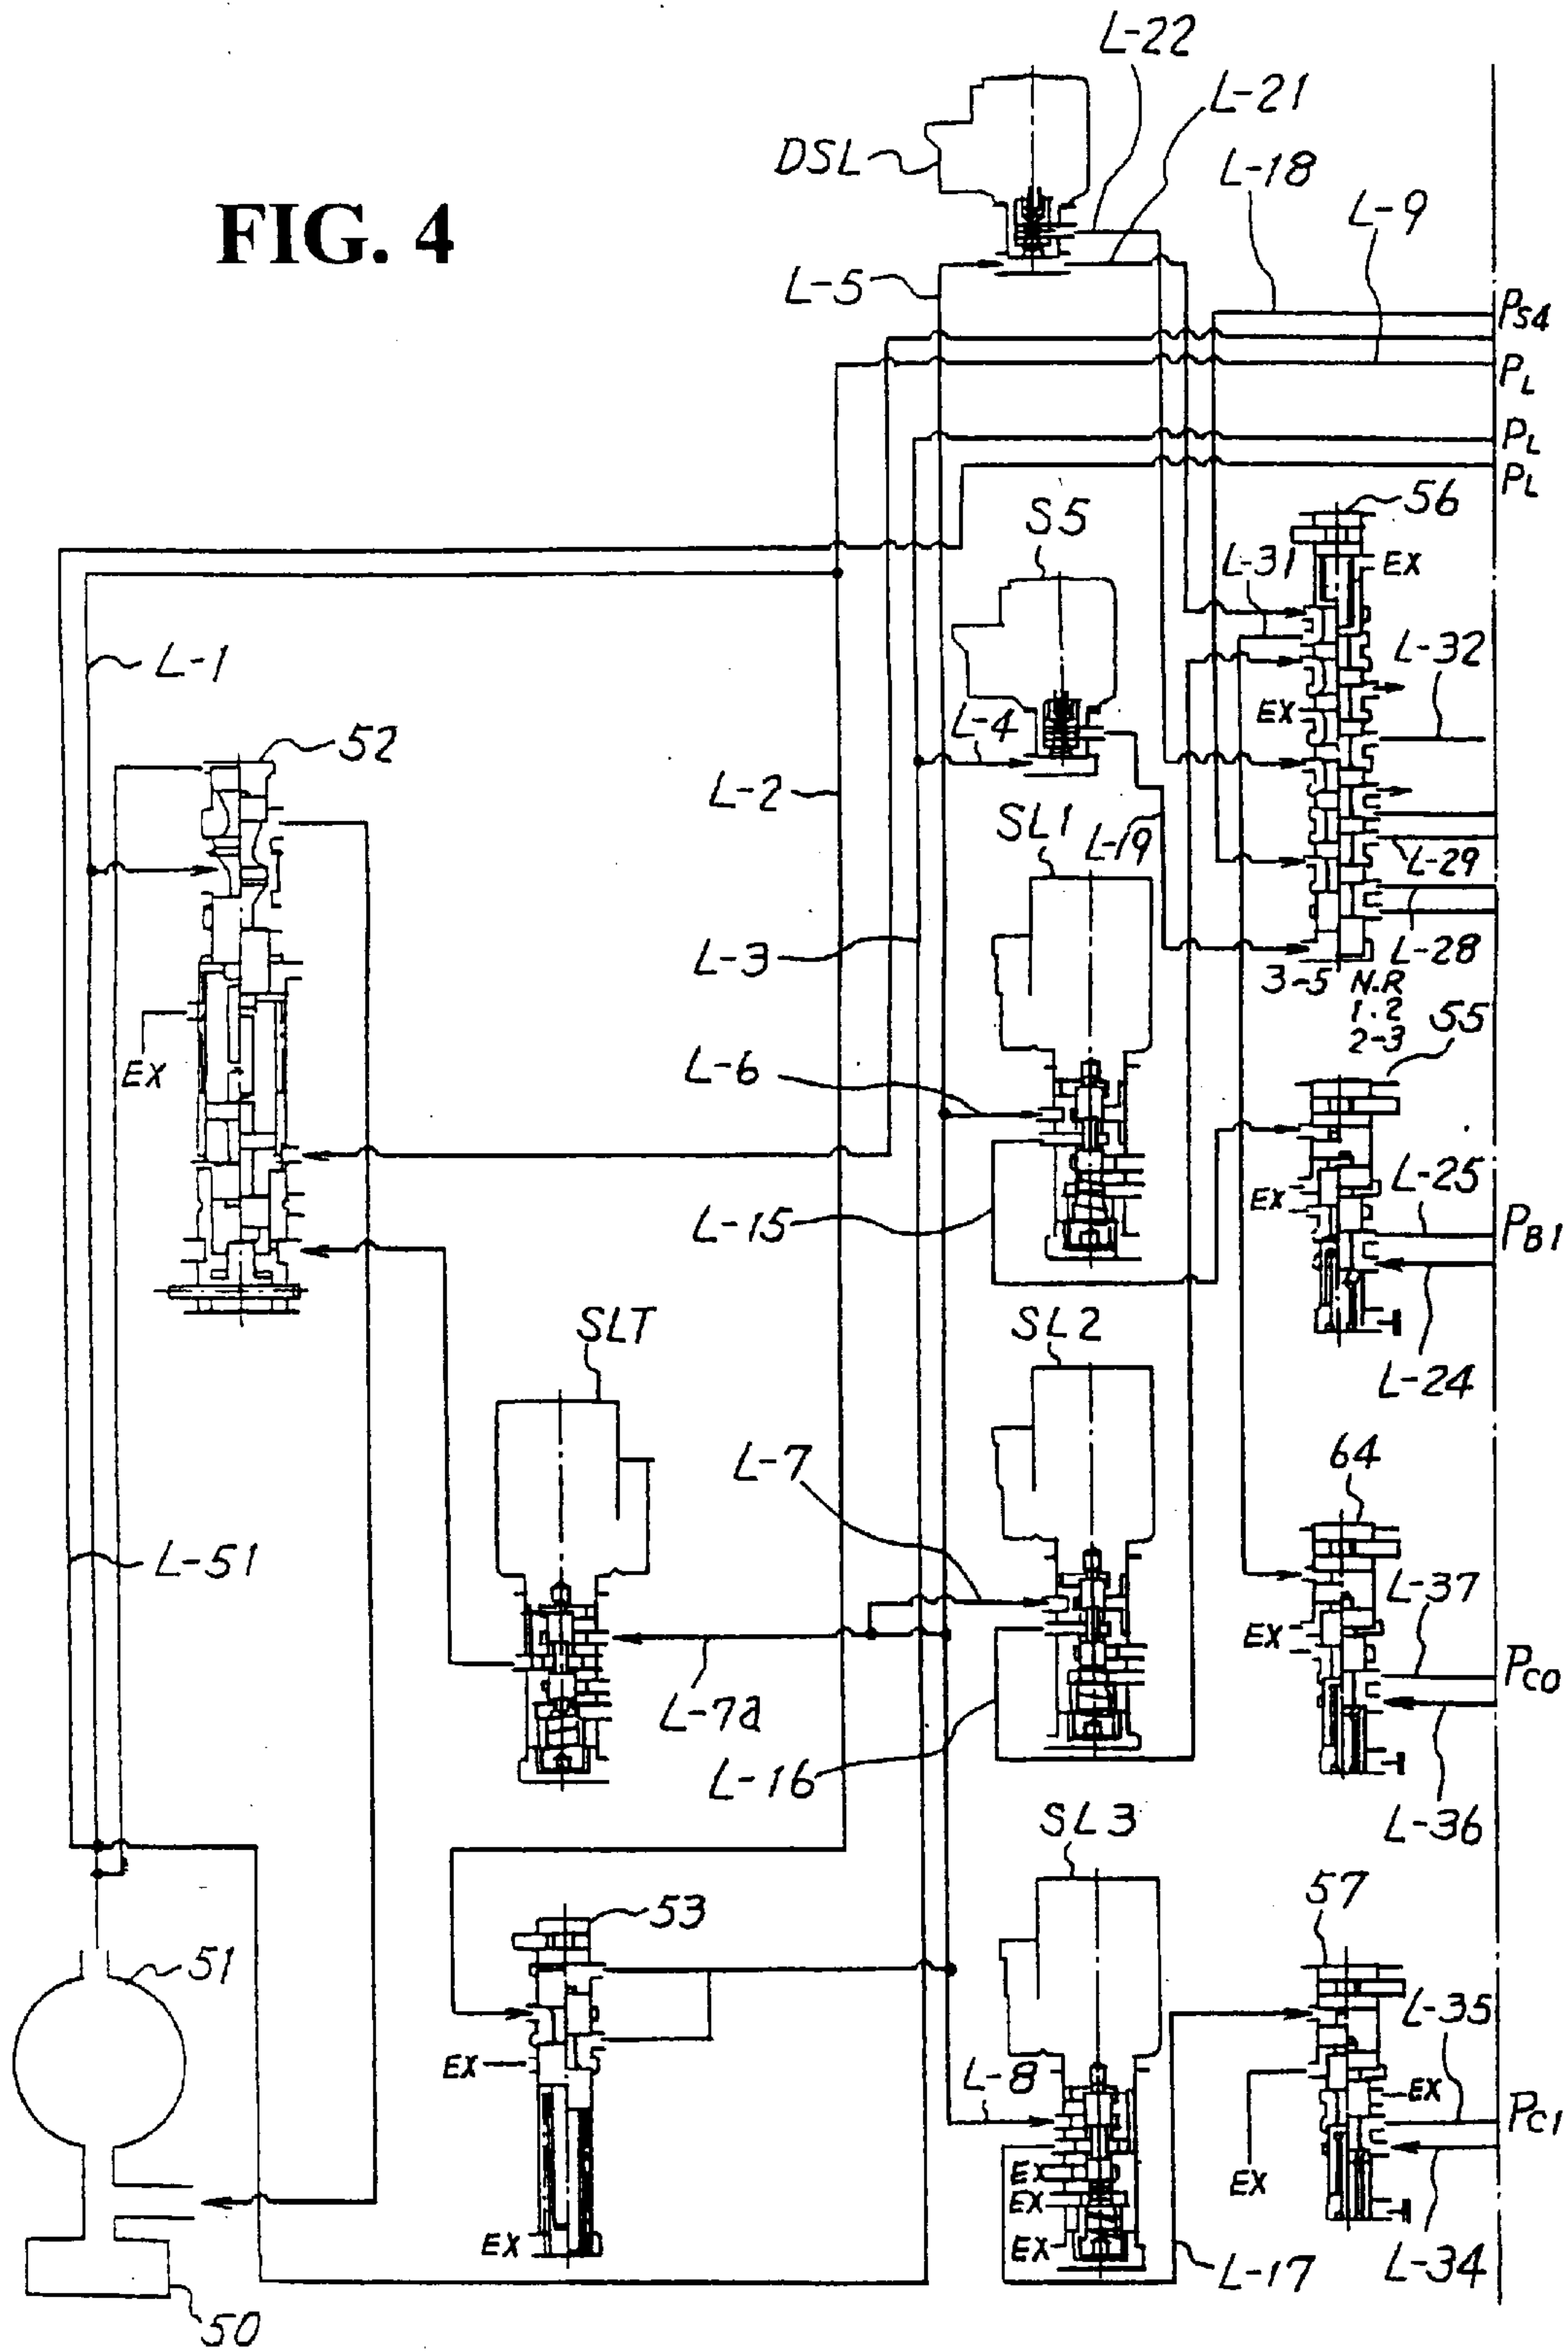 FIG. 4
L-22
L-21
DSL
L-18
L-9
L-5
PS4
PL
PL
PL
56
S5
L-31
EX
L-1
L-32
EX
52
L-4
L-2
SL1
L-19
L-29
L-3
L-28
3-5
N.R
1.2
2-3
55
EX
L-6
L-25
EX
L-15
PB1
SLT
SL2
L-24
L-7
64
L-51
L-37
EX
PC0
L-7a
L-16
L-36
SL3
57
53
51
L-35
EX
L-8
EX
PC1
EX
EX
EX
EX
EX
L-17
L-34
50